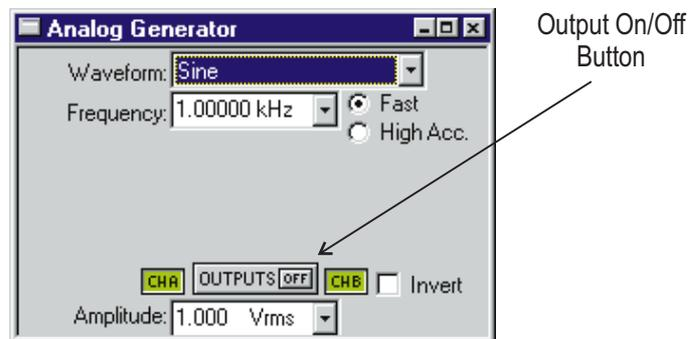 Analog Generator
Output On/Off
Button
Waveform: Sine
Frequency: 1.00000 kHz
Fast
High Acc.
CHA OUTPUTS OFF CHB Invert
Amplitude: 1.000 Vrms